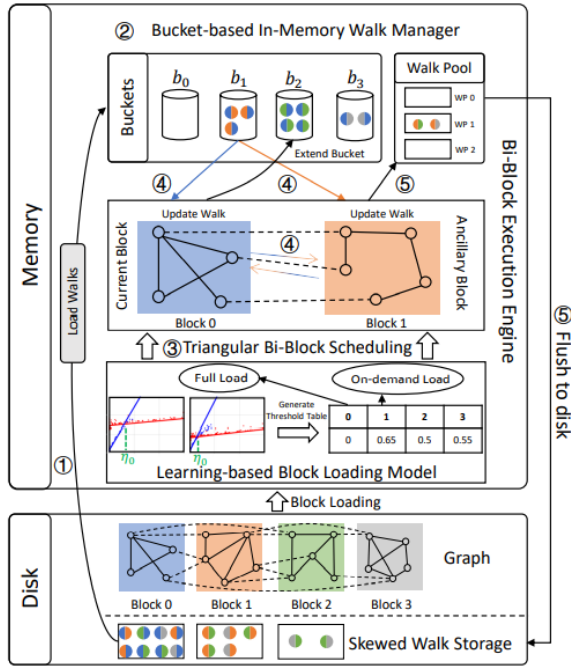 ② Bucket-based In-Memory Walk Manager
Buckets
b0 b1 b2 b3
Extend Bucket
Walk Pool
WP 0
WP 1
WP 2
④ ④ ⑤
Memory
Load Walks
Bi-Block Execution Engine
⑤ Flush to disk
Update Walk Update Walk
Current Block
④
Ancillary Block
Block 0 Block 1
③ Triangular Bi-Block Scheduling
Full Load On-demand Load
η0 η0
Generate
Threshold Table
0 1 2 3
0 0.65 0.5 0.55
Learning-based Block Loading Model
①
Block Loading
Disk
Graph
Block 0 Block 1 Block 2 Block 3
Skewed Walk Storage